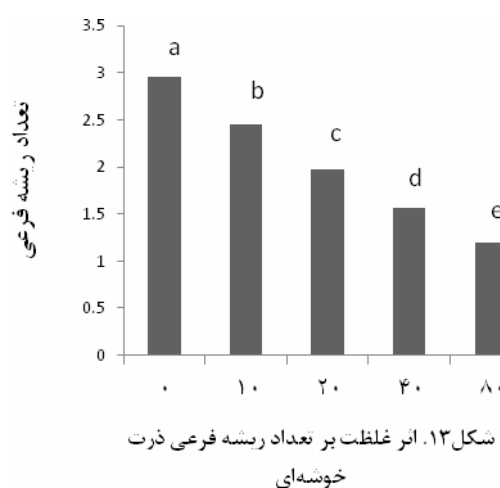 3.5
3
2.5
2
1.5
1
0.5
0
a
b
c
d
e
تعداد ریشه فرعی
۰ ۱۰ ۲۰ ۴۰ ۸۰
شکل۱۳. اثر غلظت بر تعداد ریشه فرعی ذرت
خوشه‌ای